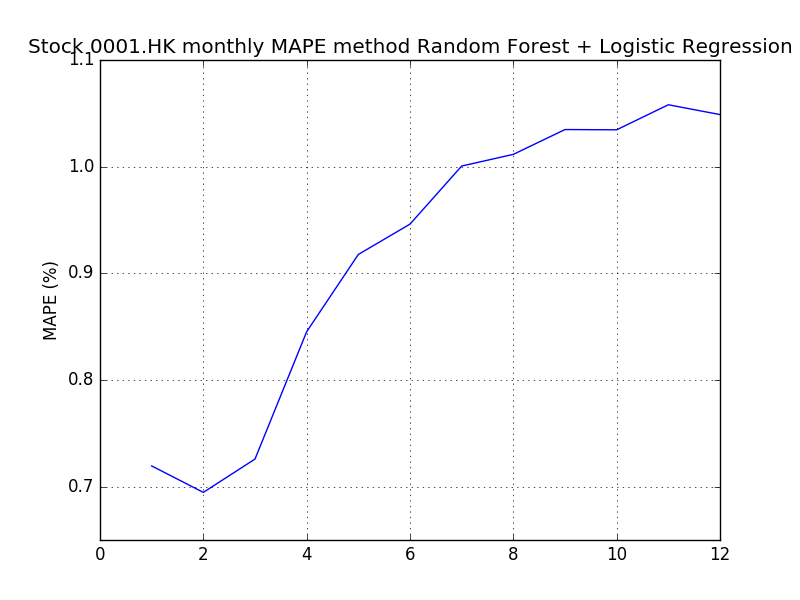 Stock 0001.HK monthly MAPE method Random Forest + Logistic Regression
1.1
1.0
0.9
0.8
0.7
MAPE (%)
0 2 4 6 8 10 12